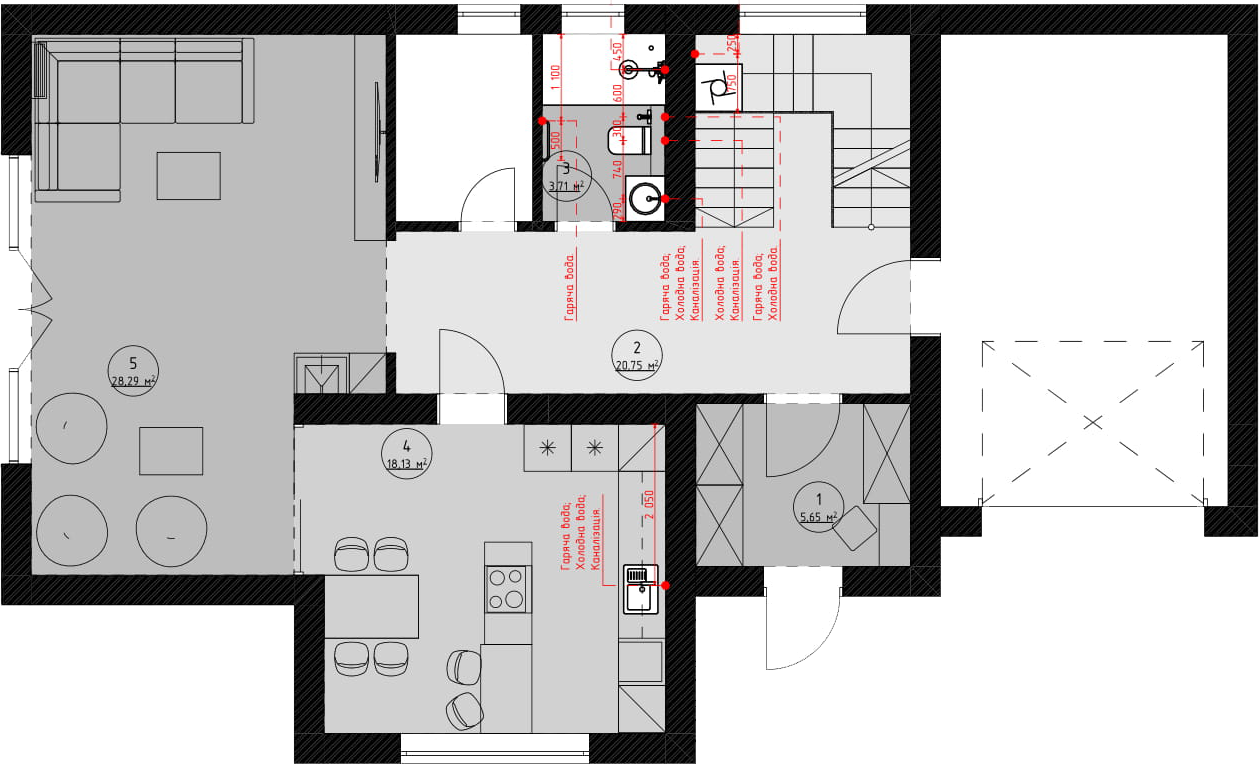 250
450
1 100
750
600
300
500
740
3
3.71 м²
290
Гаряча вода.
Гаряча вода;
Холодна вода;
Каналізація.
Холодна вода;
Каналізація.
Гаряча вода;
Холодна вода.
2
20.75 м²
5
28.29 м²
4
18.13 м²
2 050
Гаряча вода;
Холодна вода;
Каналізація.
1
5.65 м²